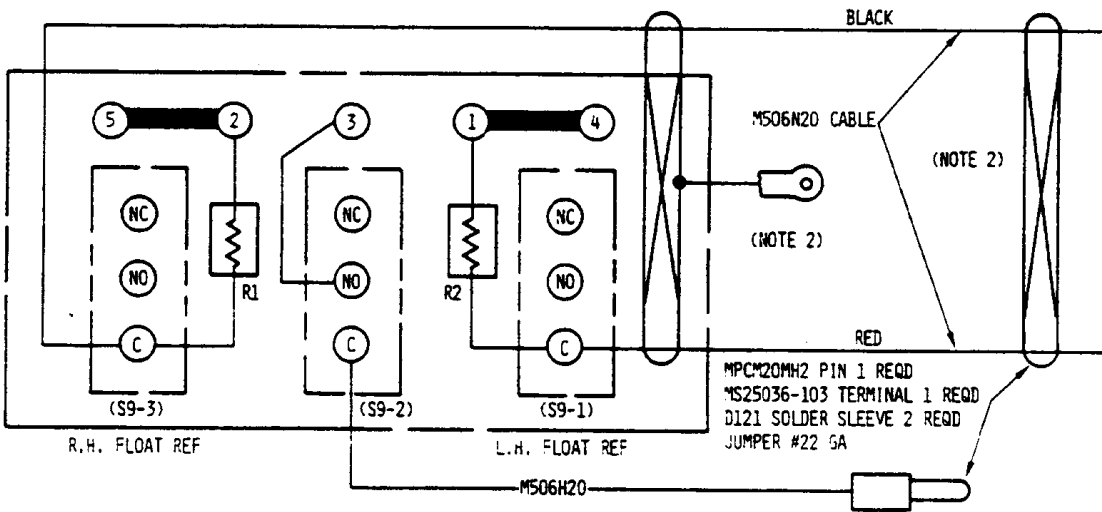 BLACK
5 2 3 1 4
M506N20 CABLE
(NOTE 2)
NC NC NC
(NOTE 2)
NO NO NO
R1 R2
C C C
RED
(S9-3) (S9-2) (S9-1)
R.H. FLOAT REF L.H. FLOAT REF
MPCM20MH2 PIN 1 REQD
MS25036-103 TERMINAL 1 REQD
D121 SOLDER SLEEVE 2 REQD
JUMPER #22 GA
M506H20